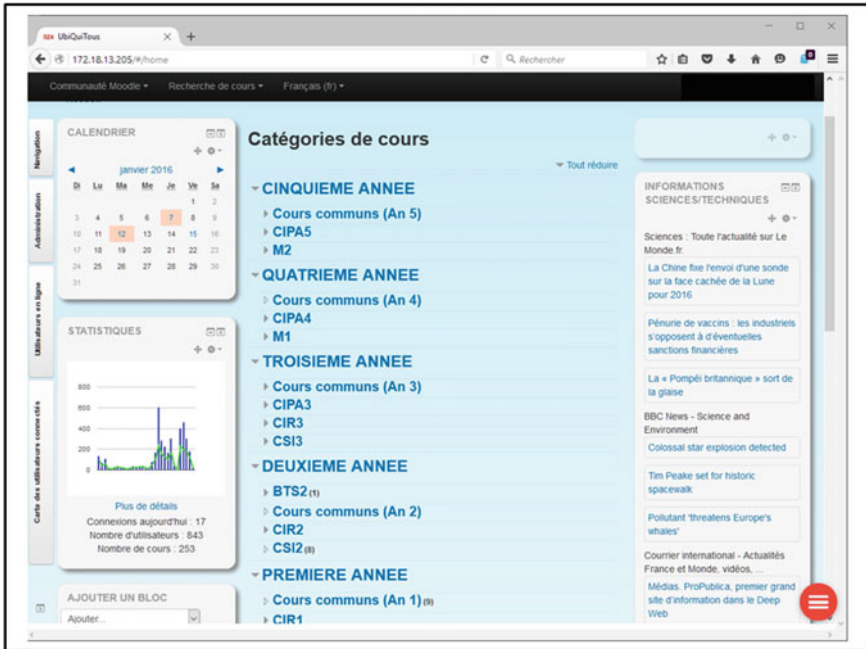 UbiQuiTous
172.18.13.205/#/home
Rechercher
Communauté Moodle
Recherche de cours
Français (fr)
Navigation
Administration
Utilisateurs en ligne
Carte des utilisateurs connectés
CALENDRIER
janvier 2016
Di Lu Ma Me Je Ve Sa
1 2
3 4 5 6 7 8 9
10 11 12 13 14 15 16
17 18 19 20 21 22 23
24 25 26 27 28 29 30
31
STATISTIQUES
800
600
400
200
0
Plus de détails
Connexions aujourd'hui : 17
Nombre d'utilisateurs : 843
Nombre de cours : 253
AJOUTER UN BLOC
Ajouter...
Catégories de cours
Tout réduire
CINQUIEME ANNEE
Cours communs (An 5)
CIPA5
M2
QUATRIEME ANNEE
Cours communs (An 4)
CIPA4
M1
TROISIEME ANNEE
Cours communs (An 3)
CIPA3
CIR3
CSI3
DEUXIEME ANNEE
BTS2 (1)
Cours communs (An 2)
CIR2
CSI2 (8)
PREMIERE ANNEE
Cours communs (An 1) (9)
CIR1
INFORMATIONS
SCIENCES/TECHNIQUES
Sciences : Toute l'actualité sur Le
Monde.fr.
La Chine fixe l'envoi d'une sonde
sur la face cachée de la Lune
pour 2016
Pénurie de vaccins : les industriels
s'opposent à d'éventuelles
sanctions financières
La « Pompéi britannique » sort de
la glaise
BBC News - Science and
Environment
Colossal star explosion detected
Tim Peake set for historic
spacewalk
Pollutant 'threatens Europe's
whales'
Courrier international - Actualités
France et Monde, vidéos, ...
Médias. ProPublica, premier grand
site d'information dans le Deep
Web